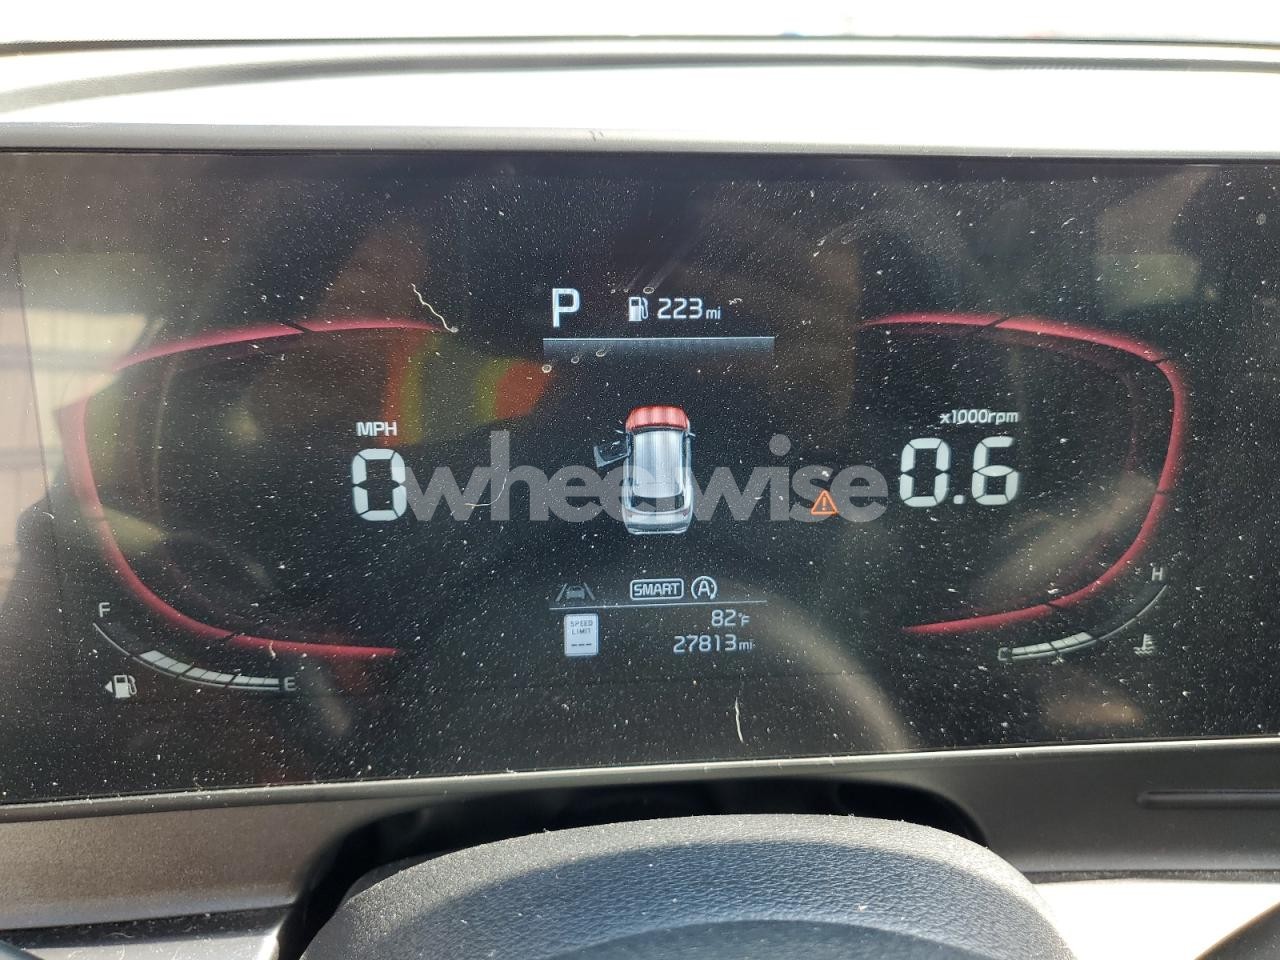 P 223 mi
MPH
0
x1000rpm
0.6
wheelwise
F
E
H
C
SMART A
SPEED
LIMIT
---
82°F
27813 mi